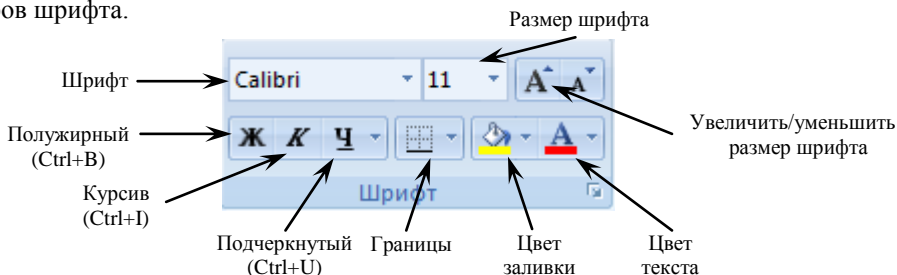 ов шрифта.
Размер шрифта
Шрифт
Calibri
11
А А
Полужирный
(Ctrl+B)
Ж К Ч
А
Увеличить/уменьшить
размер шрифта
Курсив
(Ctrl+I)
Шрифт
Подчеркнутый
(Ctrl+U)
Границы
Цвет
заливки
Цвет
текста